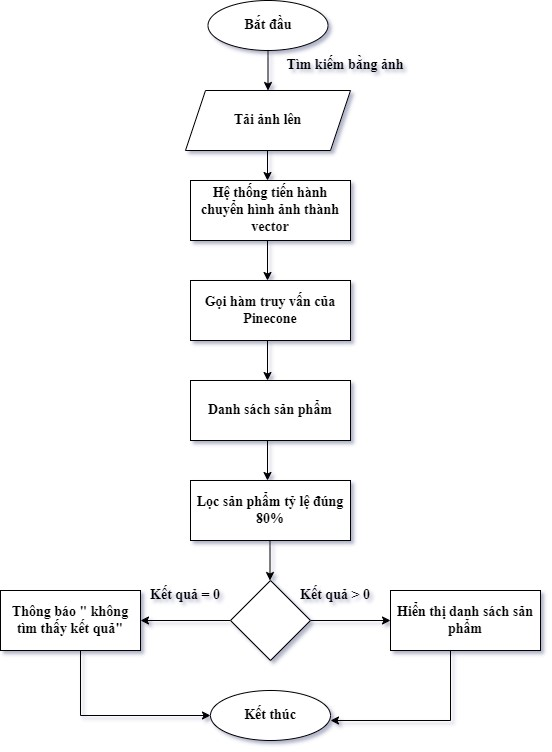 Bắt đầu
Tìm kiếm bằng ảnh
Tải ảnh lên
Hệ thống tiến hành
chuyển hình ảnh thành
vector
Gọi hàm truy vấn của
Pinecone
Danh sách sản phẩm
Lọc sản phẩm tỷ lệ đúng
80%
Kết quả = 0
Kết quả > 0
Thông báo " không
tìm thấy kết quả"
Hiển thị danh sách sản
phẩm
Kết thúc